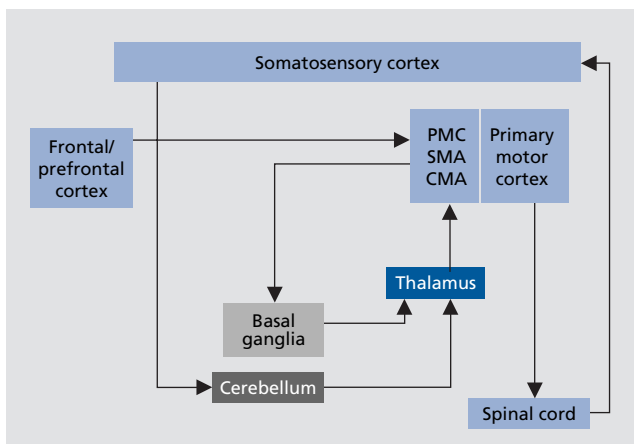 Somatosensory cortex
Frontal/
prefrontal
cortex
PMC
SMA
CMA
Primary
motor
cortex
Thalamus
Basal
ganglia
Cerebellum
Spinal cord